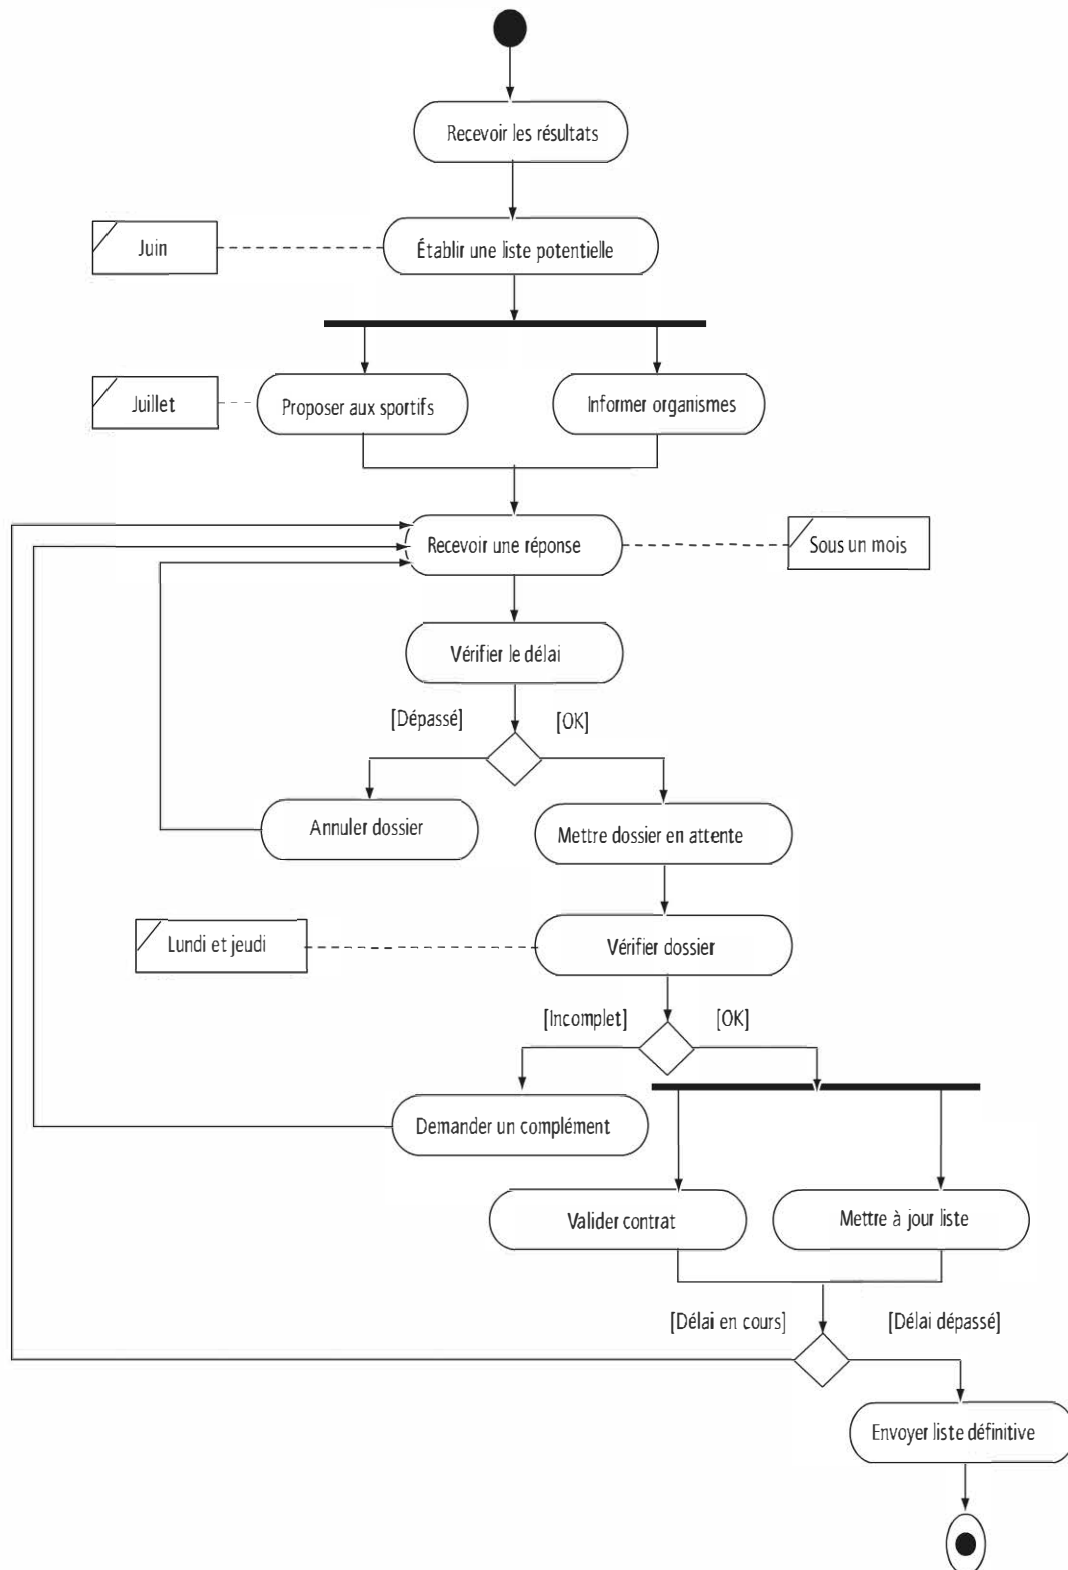 Recevoir les résultats
Juin
Établir une liste potentielle
Juillet
Proposer aux sportifs
Informer organismes
Recevoir une réponse
Sous un mois
Vérifier le délai
[Dépassé]
[OK]
Annuler dossier
Mettre dossier en attente
Lundi et jeudi
Vérifier dossier
[Incomplet]
[OK]
Demander un complément
Valider contrat
Mettre à jour liste
[Délai en cours]
[Délai dépassé]
Envoyer liste définitive